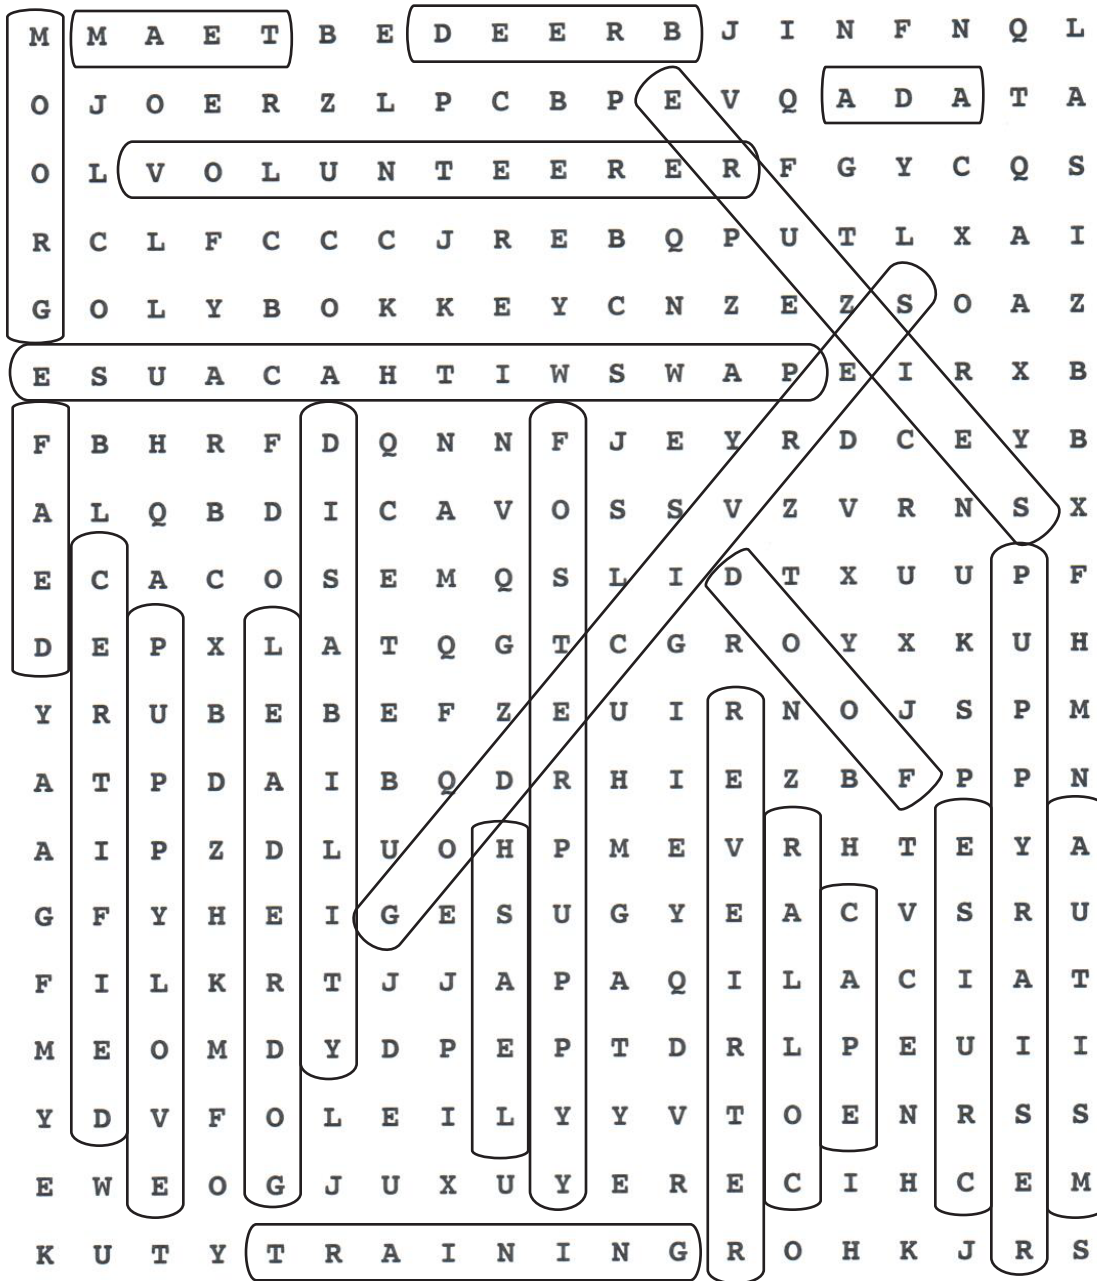 M M A E T B E D E E R B J I N F N Q L
O J O E R Z L P C B P E V Q A D A T A
O L V O L U N T E E R E R F G Y C Q S
R C L F C C C J R E B Q P U T L X A I
G O L Y B O K K E Y C N Z E Z S O A Z
E S U A C A H T I W S W A P E I R X B
F B H R F D Q N N F J E Y R D C E Y B
A L Q B D I C A V O S S V Z V R N S X
E C A C O S E M Q S L I D T X U U P F
D E P X L A T Q G T C G R O Y X K U H
Y R U B E B E F Z E U I R N O J S P M
A T P D A I B Q D R H I E Z B F P P N
A I P Z D L U O H P M E V R H T E Y A
G F Y H E I G E S U G Y E A C V S R U
F I L K R T J J A P A Q I L A C I A T
M E O M D Y D P E P T D R L P E U I I
Y D V F O L E I L Y Y V T O E N R S S
E W E O G J U X U Y E R E C I H C E M
K U T Y T R A I N I N G R O H K J R S